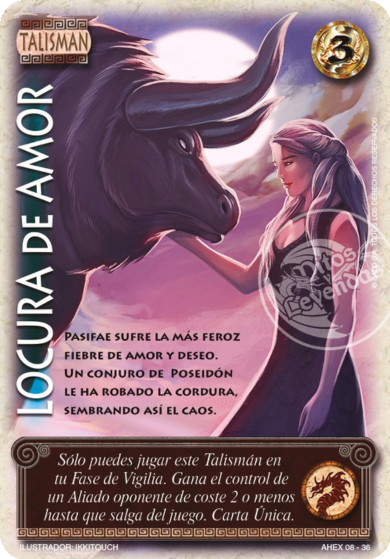 TALISMAN
3
LOCURA DE AMOR
PASIFAE SUFRE LA MÁS FEROZ
FIEBRE DE AMOR Y DESEO.
UN CONJURO DE POSEIDÓN
LE HA ROBADO LA CORDURA,
SEMBRANDO ASÍ EL CAOS.
Mitos
Leyendas
Sólo puedes jugar este Talismán en
tu Fase de Vigilia. Gana el control de
un Aliado oponente de coste 2 o menos
hasta que salga del juego. Carta Única.
ILUSTRADOR: IKKITOUCH
AHEX 08 - 36